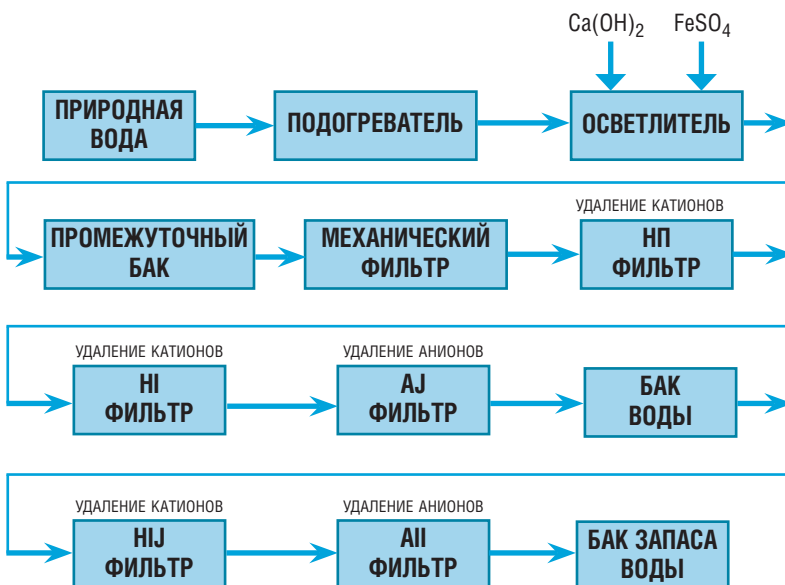 Ca(OH)₂ FeSO₄
ПРИРОДНАЯ
ВОДА
ПОДОГРЕВАТЕЛЬ
ОСВЕТЛИТЕЛЬ
ПРОМЕЖУТОЧНЫЙ
БАК
МЕХАНИЧЕСКИЙ
ФИЛЬТР
УДАЛЕНИЕ КАТИОНОВ
НП
ФИЛЬТР
УДАЛЕНИЕ КАТИОНОВ
HI
ФИЛЬТР
УДАЛЕНИЕ АНИОНОВ
AJ
ФИЛЬТР
БАК
ВОДЫ
УДАЛЕНИЕ КАТИОНОВ
HIJ
ФИЛЬТР
УДАЛЕНИЕ АНИОНОВ
AII
ФИЛЬТР
БАК ЗАПАСА
ВОДЫ